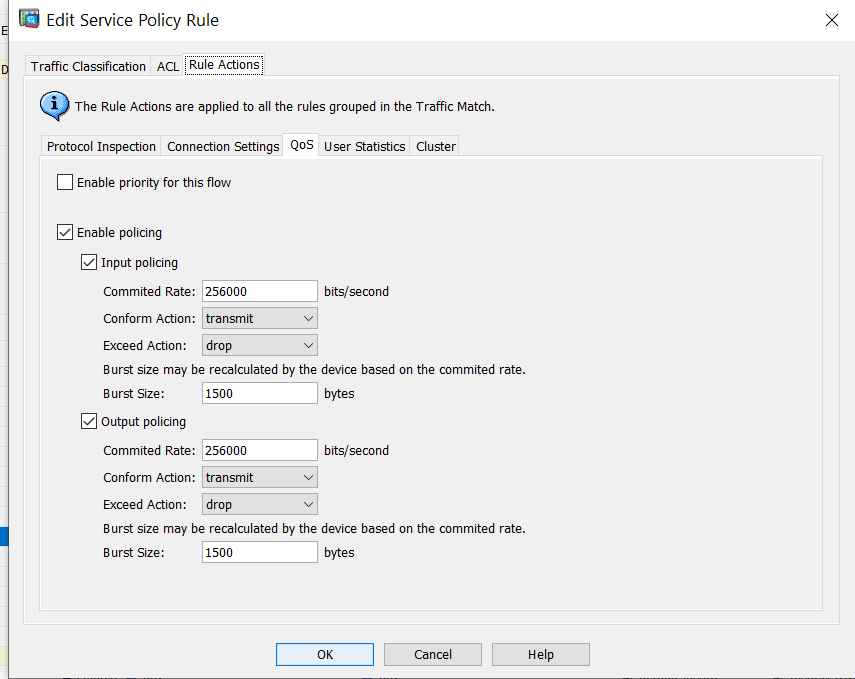 Edit Service Policy Rule
Traffic Classification ACL Rule Actions
The Rule Actions are applied to all the rules grouped in the Traffic Match.
Protocol Inspection Connection Settings QoS User Statistics Cluster
Enable priority for this flow
Enable policing
Input policing
Commited Rate: 256000 bits/second
Conform Action: transmit
Exceed Action: drop
Burst size may be recalculated by the device based on the commited rate.
Burst Size: 1500 bytes
Output policing
Commited Rate: 256000 bits/second
Conform Action: transmit
Exceed Action: drop
Burst size may be recalculated by the device based on the commited rate.
Burst Size: 1500 bytes
OK Cancel Help